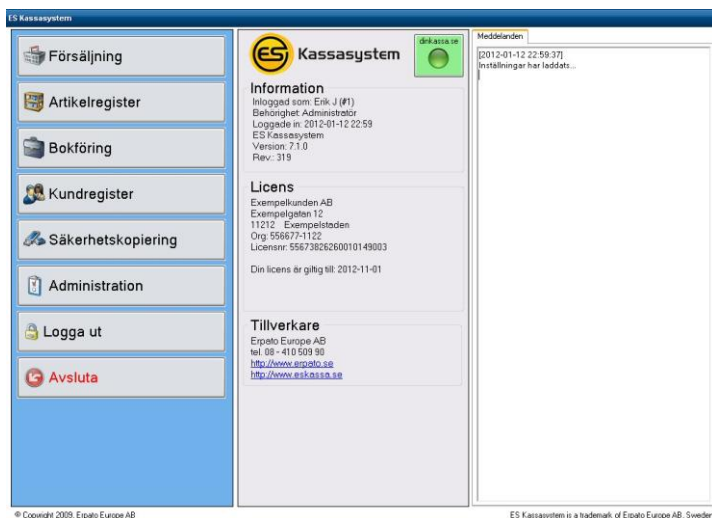 ES Kassasystem
Försäljning
Artikelregister
Bokföring
Kundregister
Säkerhetskopiering
Administration
Logga ut
Avsluta
ES Kassasystem
dinkassa.se
Information
Inloggad som: Erik J (#1)
Behörighet: Administratör
Loggade in: 2012-01-12 22:59
ES Kassasystem
Version: 7.1.0
Rev.: 319
Licens
Exempelkunden AB
Exempelgatan 12
11212 Exempelstaden
Org: 556677-1122
Licensnr: 55673826260010149003
Din licens är giltig till: 2012-11-01
Tillverkare
Erpato Europe AB
tel. 08 - 410 509 90
http://www.erpato.se
http://www.eskassa.se
Meddelanden
[2012-01-12 22:59:37]
Inställningar har laddats...
© Copyright 2009, Erpato Europe AB
ES Kassasystem is a trademark of Erpato Europe AB, Sweden